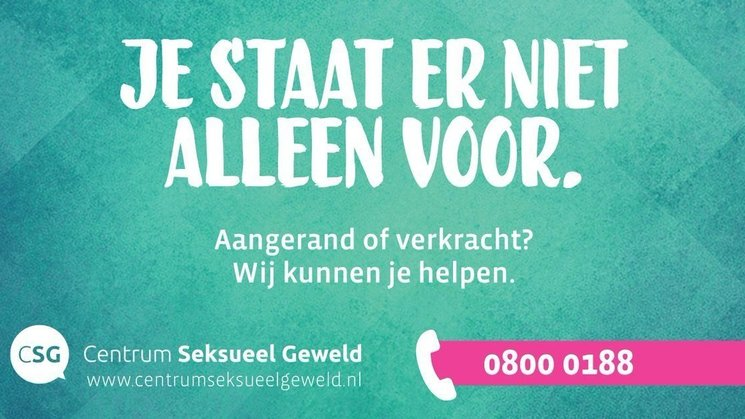 JE STAAT ER NIET
ALLEEN VOOR.
Aangerand of verkracht?
Wij kunnen je helpen.
CSG Centrum Seksueel Geweld
www.centrumseksueelgeweld.nl
0800 0188